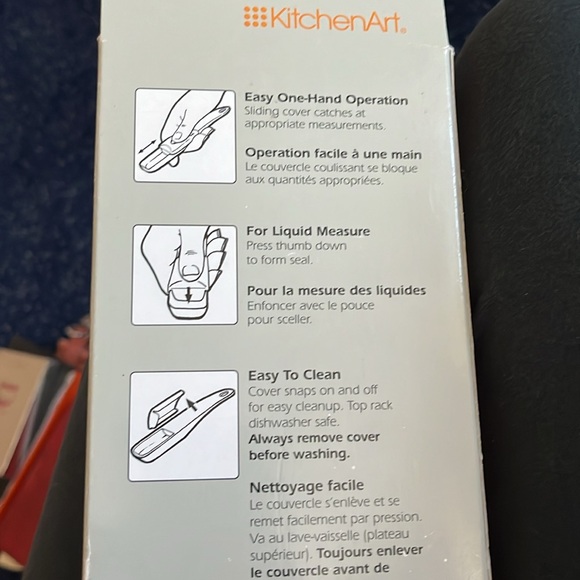 KitchenArt®
Easy One-Hand Operation
Sliding cover catches at
appropriate measurements.
Operation facile à une main
Le couvercle coulissant se bloque
aux quantités appropriées.
For Liquid Measure
Press thumb down
to form seal.
Pour la mesure des liquides
Enfoncer avec le pouce
pour sceller.
Easy To Clean
Cover snaps on and off
for easy cleanup. Top rack
dishwasher safe.
Always remove cover
before washing.
Nettoyage facile
Le couvercle s'enlève et se
remet facilement par pression.
Va au lave-vaisselle (plateau
supérieur). Toujours enlever
le couvercle avant de